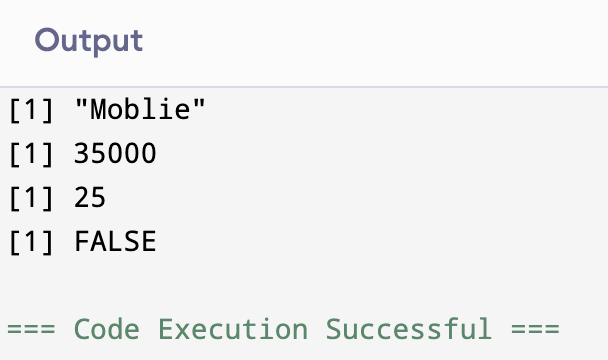 Output
[1] "Moblie"
[1] 35000
[1] 25
[1] FALSE
=== Code Execution Successful ===